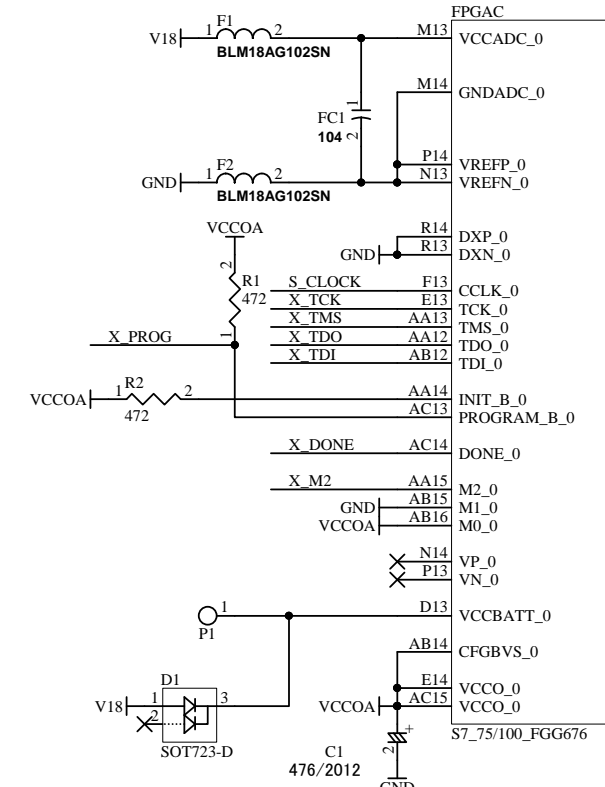 FPGAC
V18 1 F1 2 M13 VCCADC_0
BLM18AG102SN
M14 GNDADC_0
FC1 1
104 2
P14 VREFP_0
GND 1 F2 2 N13 VREFN_0
BLM18AG102SN
VCCOA
R14 DXP_0
GND R13 DXN_0
2
R1
472
1
S_CLOCK F13 CCLK_0
X_TCK E13 TCK_0
X_TMS AA13 TMS_0
X_PROG X_TDO AA12 TDO_0
X_TDI AB12 TDI_0
VCCOA 1 R2 2 AA14 INIT_B_0
472
AC13 PROGRAM_B_0
X_DONE AC14 DONE_0
X_M2 AA15 M2_0
GND AB15 M1_0
VCCOA AB16 M0_0
N14 VP_0
P13 VN_0
1 D13 VCCBATT_0
P1
AB14 CFGBVS_0
D1
E14 VCCO_0
V18 1 3 VCCOA AC15 VCCO_0
2
SOT723-D
S7_75/100_FGG676
C1 +
476/2012 2
GND